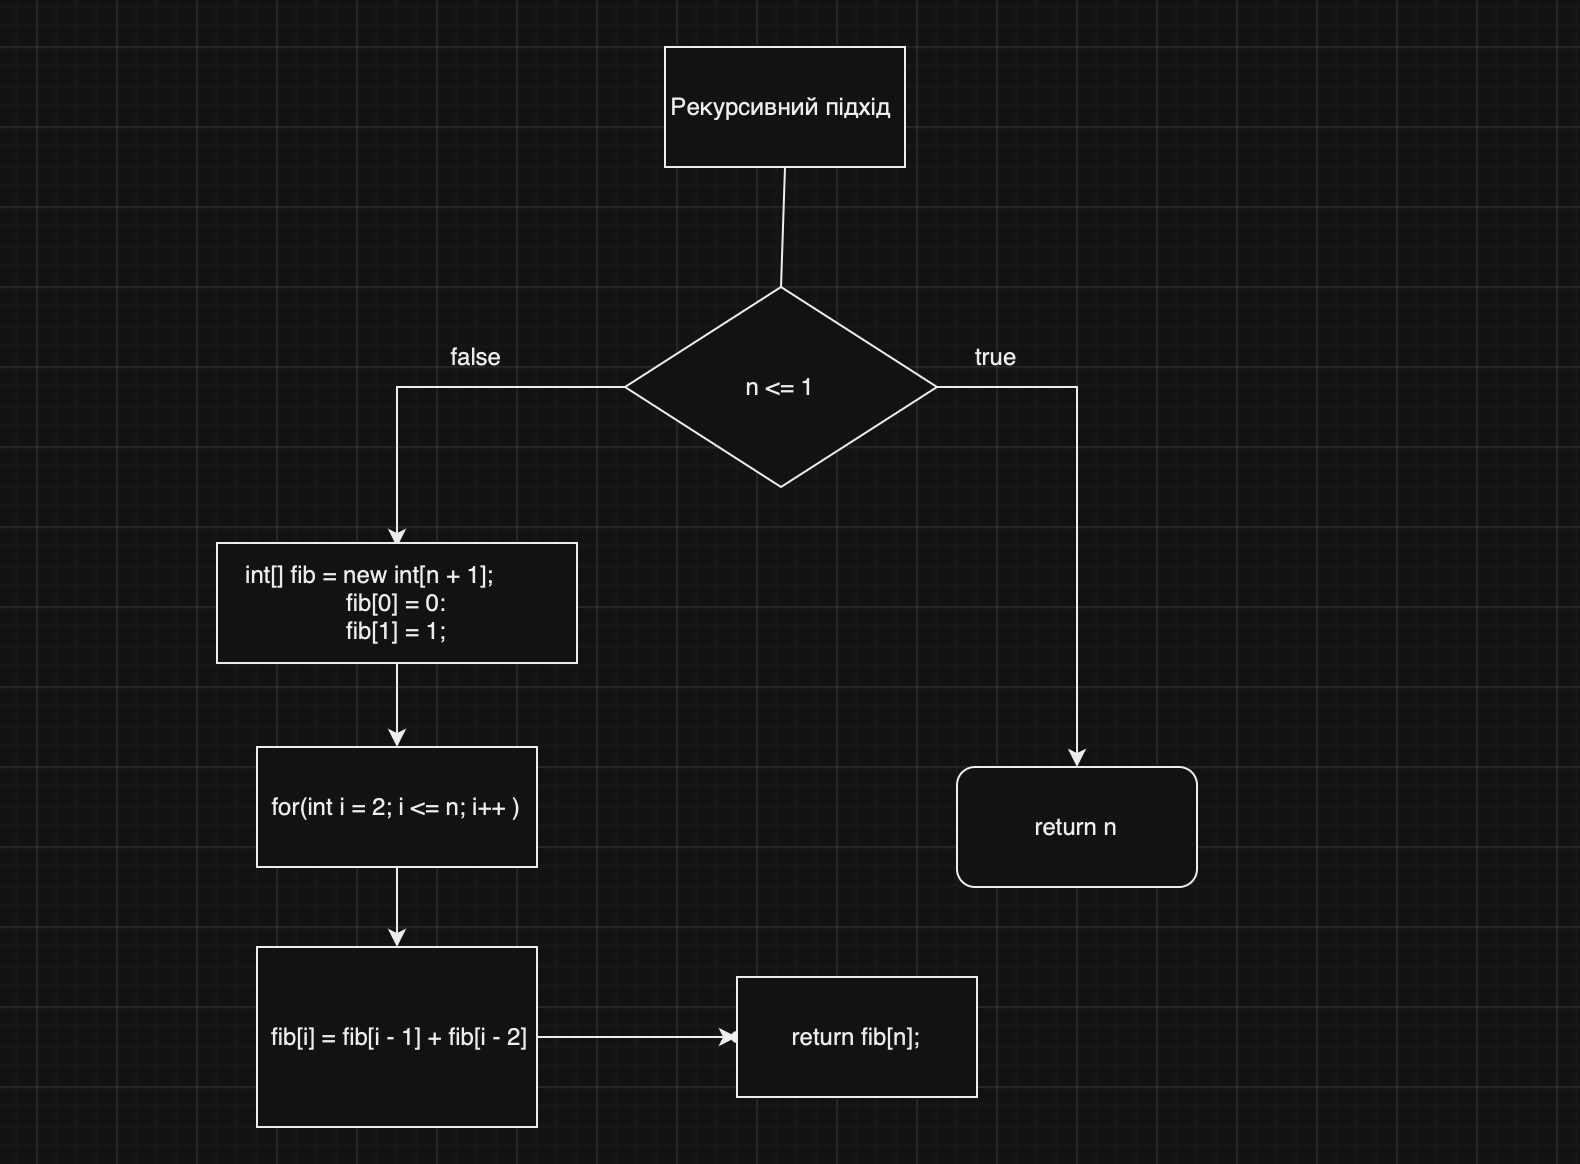 Рекурсивний підхід
false
true
n <= 1
int[] fib = new int[n + 1];
fib[0] = 0:
fib[1] = 1;
for(int i = 2; i <= n; i++ )
return n
fib[i] = fib[i - 1] + fib[i - 2]
return fib[n];